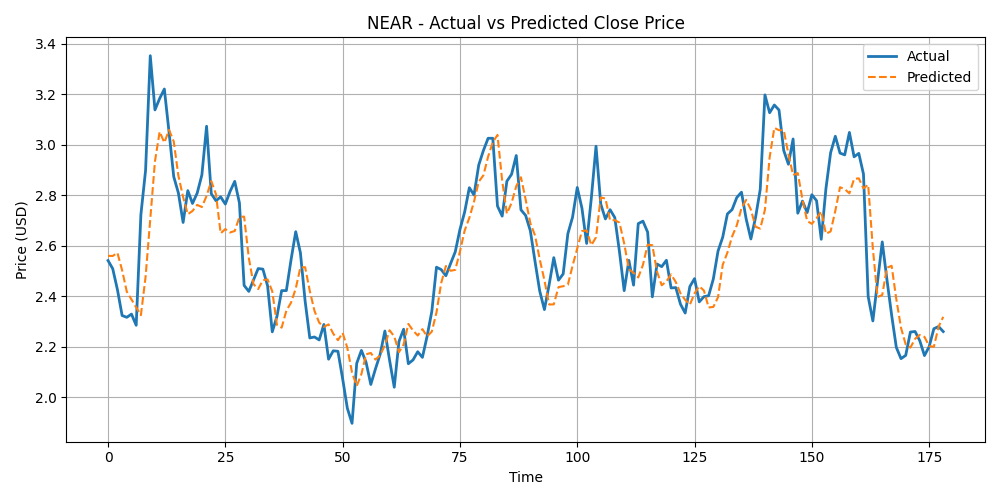 NEAR - Actual vs Predicted Close Price
Actual
Predicted
Price (USD)
3.4
3.2
3.0
2.8
2.6
2.4
2.2
2.0
0 25 50 75 100 125 150 175
Time